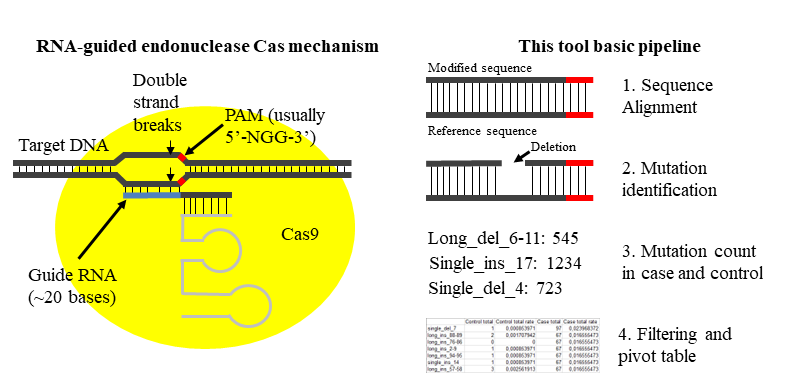 RNA-guided endonuclease Cas mechanism
Double
strand
breaks
PAM (usually
5’-NGG-3’)
Target DNA
Cas9
Guide RNA
(~20 bases)
This tool basic pipeline
Modified sequence
Reference sequence
1. Sequence
Alignment
Deletion
2. Mutation
identification
Long_del_6-11: 545
Single_ins_17: 1234
Single_del_4: 723
3. Mutation count
in case and control
Control total Control total rate Case total Case total rate
single_del_7 1 0.000853971 97 0.023968372
long_ins_88-89 2 0.001707942 67 0.016555473
long_ins_76-86 0 0 67 0.016555473
long_ins_2-9 1 0.000853971 67 0.016555473
long_ins_94-95 1 0.000853971 67 0.016555473
single_ins_14 1 0.000853971 67 0.016555473
long_ins_57-58 3 0.002561913 67 0.016555473
4. Filtering and
pivot table